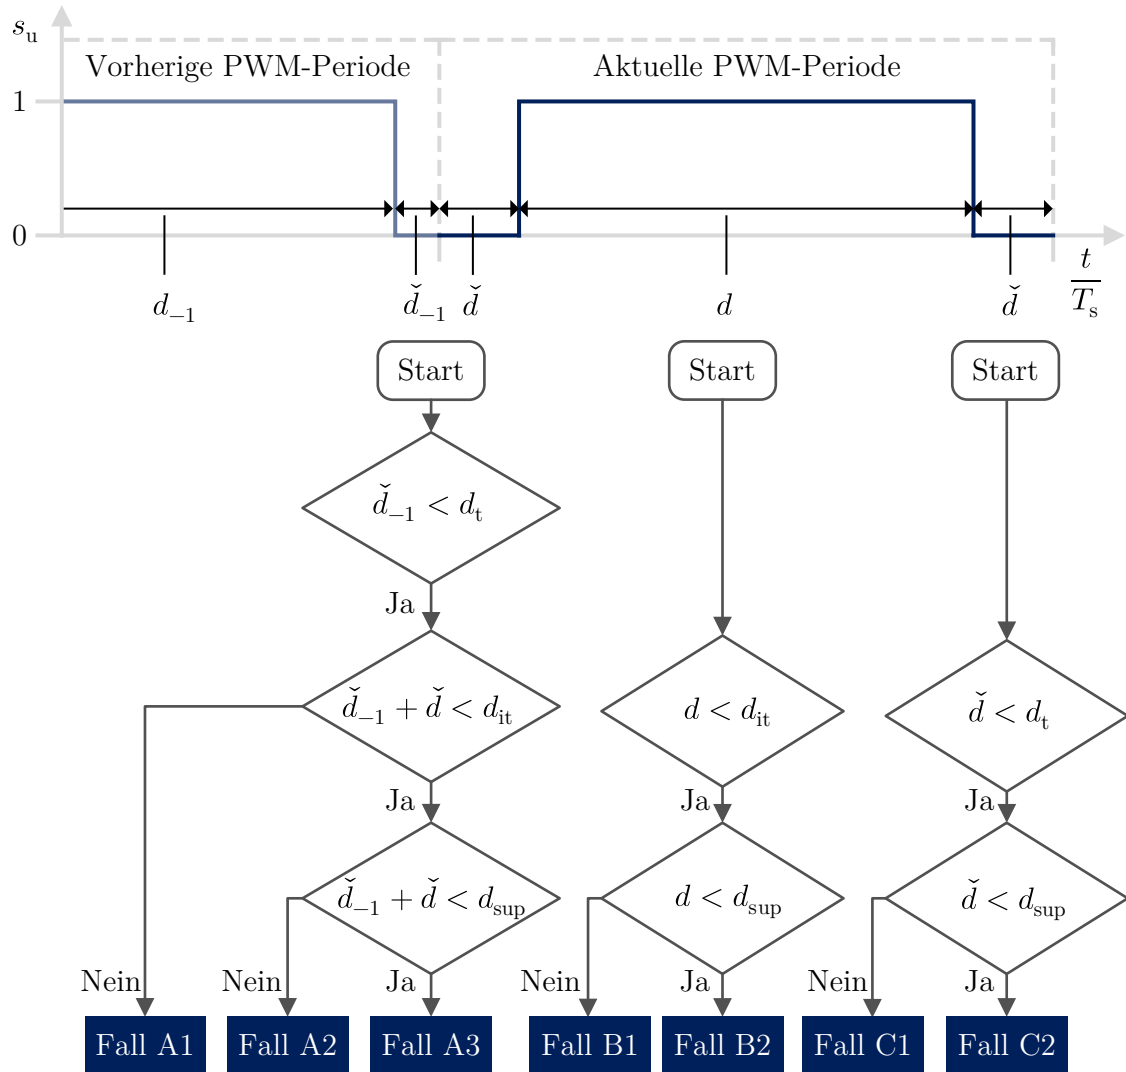 s_u
Vorherige PWM-Periode Aktuelle PWM-Periode
1
0
t/T_s
d_{−1} ď_{−1} ď d ď
Start Start Start
ď_{−1} < d_t
Ja
ď_{−1} + ď < d_it d < d_it ď < d_t
Ja Ja Ja
ď_{−1} + ď < d_sup d < d_sup ď < d_sup
Nein Nein Ja Nein Ja Nein Ja
Fall A1 Fall A2 Fall A3 Fall B1 Fall B2 Fall C1 Fall C2